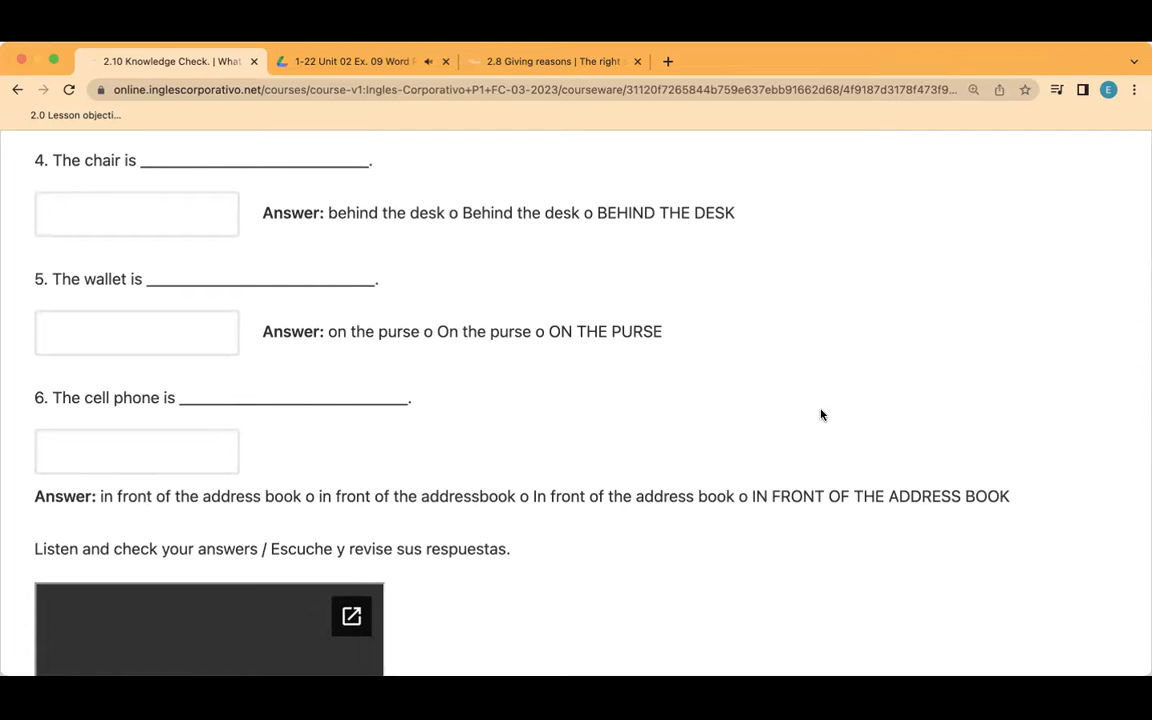 2.10 Knowledge Check. | What
1-22 Unit 02 Ex. 09 Word
2.8 Giving reasons | The right
online.inglescorporativo.net/courses/course-v1:Ingles-Corporativo+P1+FC-03-2023/courseware/31120f7265844b759e637ebb91662d68/4f9187d3178f473f9...
E
2.0 Lesson objecti...
4. The chair is __________________________.
Answer: behind the desk o Behind the desk o BEHIND THE DESK
5. The wallet is __________________________.
Answer: on the purse o On the purse o ON THE PURSE
6. The cell phone is __________________________.
Answer: in front of the address book o in front of the addressbook o In front of the address book o IN FRONT OF THE ADDRESS BOOK
Listen and check your answers / Escuche y revise sus respuestas.